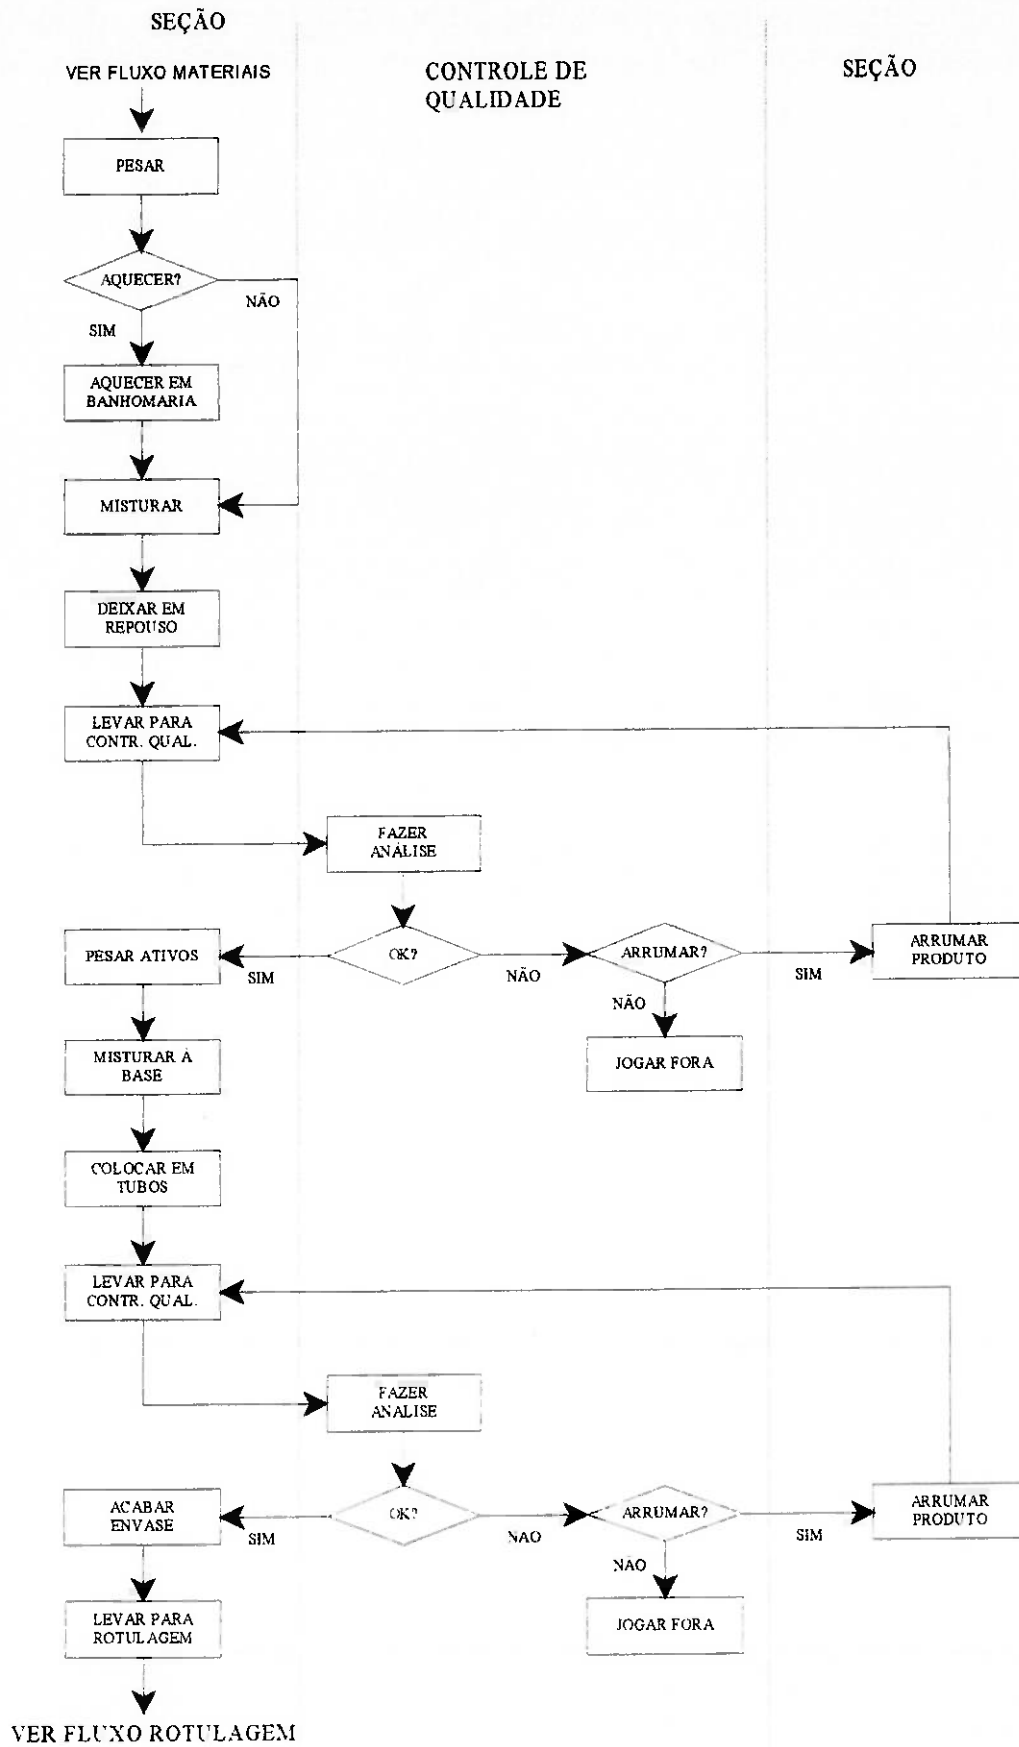 SEÇÃO
VER FLUXO MATERIAIS
CONTROLE DE
QUALIDADE
SEÇÃO
PESAR
AQUECER?
NÃO
SIM
AQUECER EM
BANHOMARIA
MISTURAR
DEIXAR EM
REPOUSO
LEVAR PARA
CONTR. QUAL.
FAZER
ANÁLISE
PESAR ATIVOS
SIM
OK?
NÃO
ARRUMAR?
SIM
ARRUMAR
PRODUTO
NÃO
MISTURAR À
BASE
JOGAR FORA
COLOCAR EM
TUBOS
LEVAR PARA
CONTR. QUAL.
FAZER
ANALISE
ACABAR
ENVASE
SIM
OK?
NAO
ARRUMAR?
SIM
ARRUMAR
PRODUTO
NÃO
LEVAR PARA
ROTULAGEM
JOGAR FORA
VER FLUXO ROTULAGEM